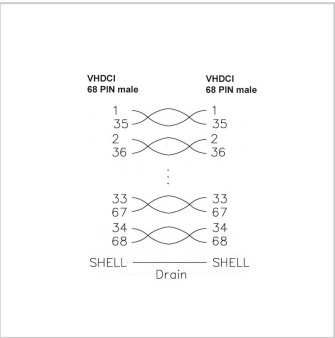 VHDCI VHDCI
68 PIN male 68 PIN male
1 1
35 35
2 2
36 36
33 33
67 67
34 34
68 68
SHELL SHELL
Drain